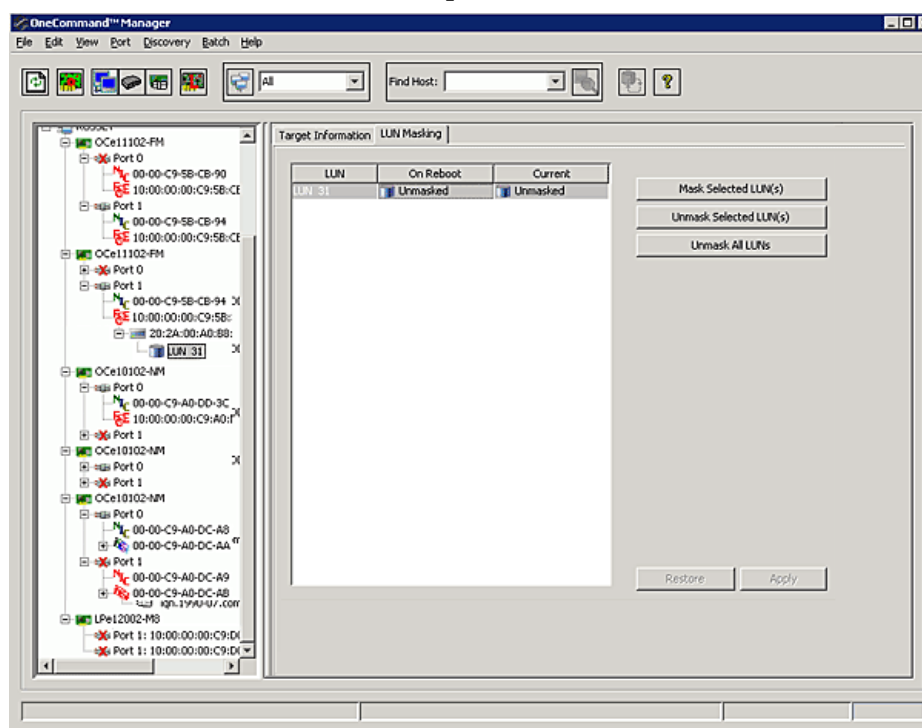 OneCommand™ Manager
File Edit View Port Discovery Batch Help
All
Find Host:
OCe11102-FM
Port 0
00-00-C9-5B-CB-90
10:00:00:00:C9:5B:CE
Port 1
00-00-C9-5B-CB-94
10:00:00:00:C9:5B:CE
OCe11102-FM
Port 0
Port 1
00-00-C9-5B-CB-94
10:00:00:00:C9:5B:
20:2A:00:A0:B8:
LUN 31
OCe10102-NM
Port 0
00-00-C9-A0-DD-3C
10:00:00:00:C9:A0:
Port 1
OCe10102-NM
Port 0
Port 1
OCe10102-NM
Port 0
00-00-C9-A0-DC-A8
00-00-C9-A0-DC-AA
Port 1
00-00-C9-A0-DC-A9
00-00-C9-A0-DC-AB
iqn.1990-07.com
LPe12002-M8
Port 1: 10:00:00:00:C9:D
Port 1: 10:00:00:00:C9:D
Target Information LUN Masking
LUN On Reboot Current
LUN 31 Unmasked Unmasked
Mask Selected LUN(s)
Unmask Selected LUN(s)
Unmask All LUNs
Restore Apply